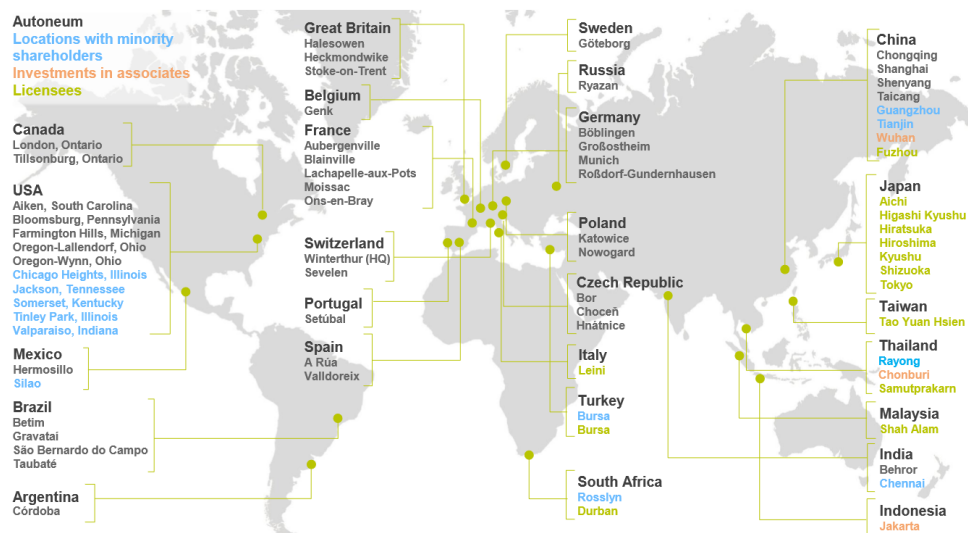 Autoneum
Locations with minority
shareholders
Investments in associates
Licensees
Canada
London, Ontario
Tillsonburg, Ontario
USA
Aiken, South Carolina
Bloomsburg, Pennsylvania
Farmington Hills, Michigan
Oregon-Lallendorf, Ohio
Oregon-Wynn, Ohio
Chicago Heights, Illinois
Jackson, Tennessee
Somerset, Kentucky
Tinley Park, Illinois
Valparaiso, Indiana
Mexico
Hermosillo
Silao
Brazil
Betim
Gravatai
São Bernardo do Campo
Taubaté
Argentina
Córdoba
Great Britain
Halesowen
Heckmondwike
Stoke-on-Trent
Belgium
Genk
France
Aubergenville
Blainville
Lachapelle-aux-Pots
Moissac
Ons-en-Bray
Switzerland
Winterthur (HQ)
Sevelen
Portugal
Setúbal
Spain
A Rúa
Valldoreix
Sweden
Göteborg
Russia
Ryazan
Germany
Böblingen
Großostheim
Munich
Roßdorf-Gundernhausen
Poland
Katowice
Nowogard
Czech Republic
Bor
Choceň
Hnátnice
Italy
Leini
Turkey
Bursa
Bursa
South Africa
Rosslyn
Durban
China
Chongqing
Shanghai
Shenyang
Taicang
Guangzhou
Tianjin
Wuhan
Fuzhou
Japan
Aichi
Higashi Kyushu
Hiratsuka
Hiroshima
Kyushu
Shizuoka
Tokyo
Taiwan
Tao Yuan Hsien
Thailand
Rayong
Chonburi
Samutprakarn
Malaysia
Shah Alam
India
Behror
Chennai
Indonesia
Jakarta